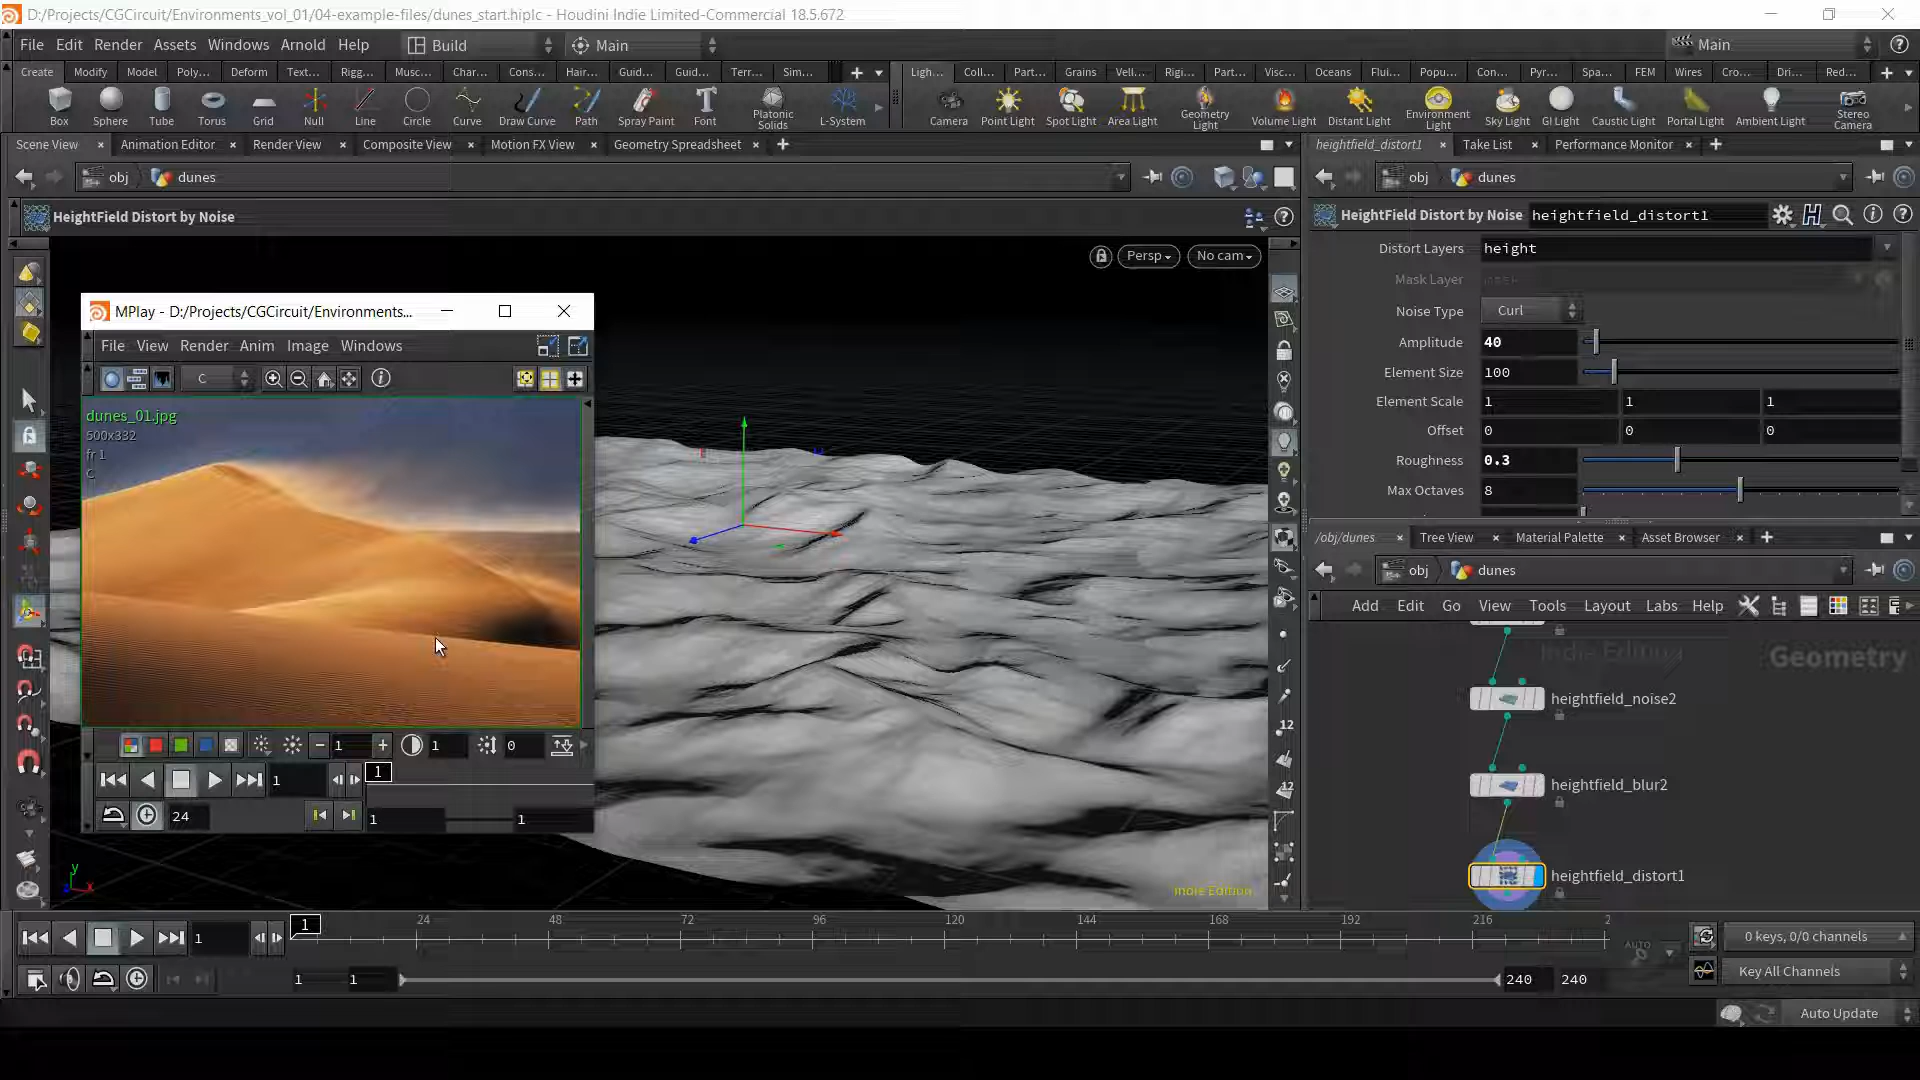 D:/Projects/CGCircuit/Environments_vol_01/04-example-files/dunes_start.hiplc - Houdini Indie Limited-Commercial 18.5.672
File Edit Render Assets Windows Arnold Help Build Main Main
Create Modify Model Poly... Deform Text... Rigg... Musc... Char... Cons... Hair... Guid... Guid... Terr... Sim... Ligh... Coll... Part... Grains Vell... Rigi... Part... Visc... Oceans Flui... Popu... Con... Pyr... Spa... FEM Wires Cro... Dri... Red...
Box Sphere Tube Torus Grid Null Line Circle Curve Draw Curve Path Spray Paint Font Platonic Solids L-System Camera Point Light Spot Light Area Light Geometry Light Volume Light Distant Light Environment Light Sky Light GI Light Caustic Light Portal Light Ambient Light Stereo Camera
Scene View Animation Editor Render View Composite View Motion FX View Geometry Spreadsheet
heightfield_distort1 Take List Performance Monitor
obj dunes
obj dunes
HeightField Distort by Noise
HeightField Distort by Noise heightfield_distort1
Persp No cam
Distort Layers height
Mask Layer
Noise Type Curl
Amplitude 40
Element Size 100
Element Scale 1 1 1
Offset 0 0 0
Roughness 0.3
Max Octaves 8
MPlay - D:/Projects/CGCircuit/Environments...
File View Render Anim Image Windows
C
dunes_01.jpg
500x332
fr 1
C
1 1 0
1 1
24 1 1
12
12
y
z x
Indie Edition
/obj/dunes Tree View Material Palette Asset Browser
obj dunes
Add Edit Go View Tools Layout Labs Help
Indie Edition Geometry
heightfield_noise2
heightfield_blur2
heightfield_distort1
1 1 24 48 72 96 120 144 168 192 216 2
AUTO
0 keys, 0/0 channels
1 1 240 240
Key All Channels
Auto Update